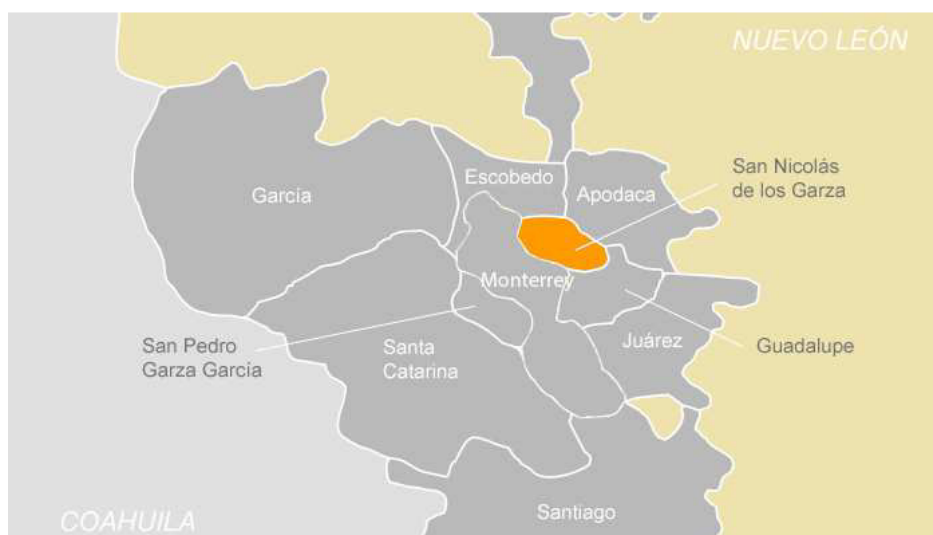 NUEVO LEÓN
Escobedo
San Nicolás
de los Garza
García
Apodaca
Monterrey
San Pedro
Garza García
Santa
Catarina
Juárez
Guadalupe
Santiago
COAHUILA